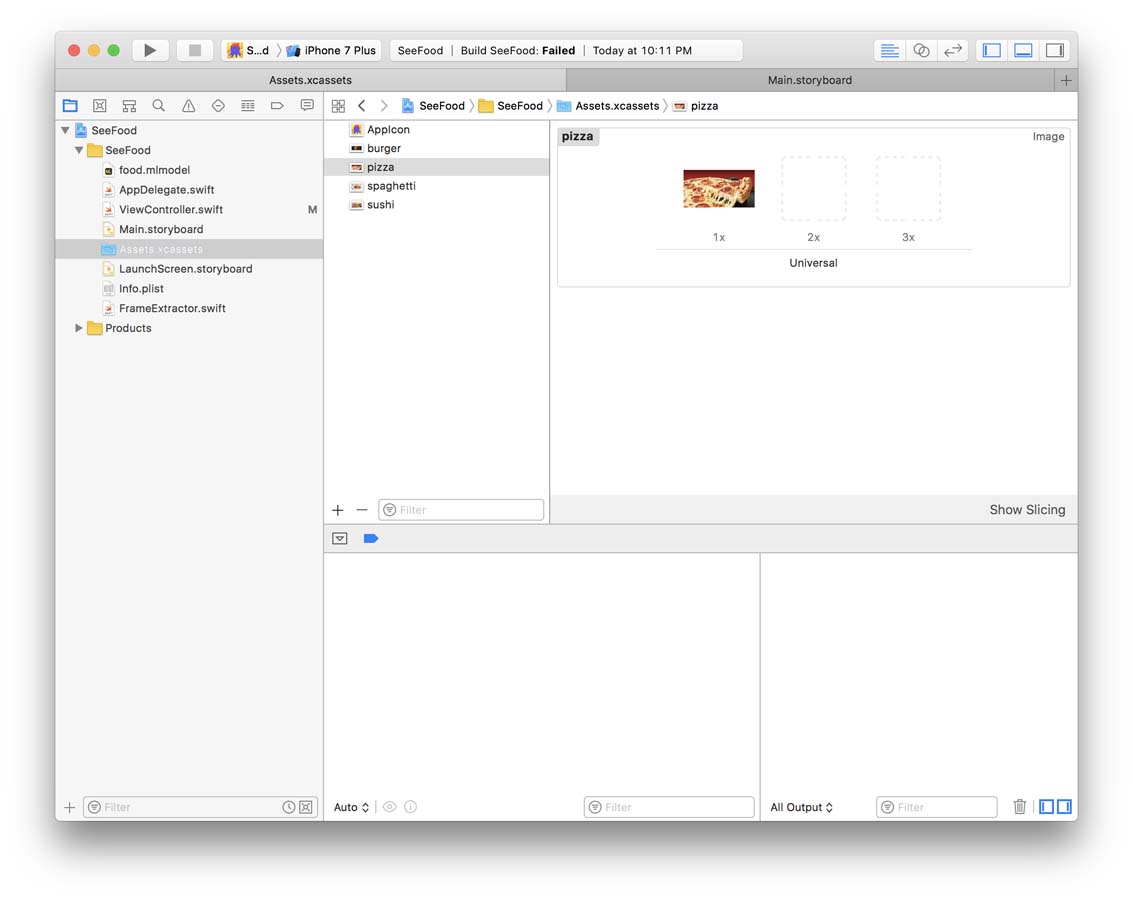 S...d 〉 iPhone 7 Plus
SeeFood | Build SeeFood: Failed | Today at 10:11 PM
Assets.xcassets
Main.storyboard
SeeFood 〉 SeeFood 〉 Assets.xcassets 〉 pizza
SeeFood
SeeFood
food.mlmodel
AppDelegate.swift
ViewController.swift M
Main.storyboard
Assets.xcassets
LaunchScreen.storyboard
Info.plist
FrameExtractor.swift
Products
AppIcon
burger
pizza
spaghetti
sushi
pizza
Image
1x 2x 3x
Universal
Filter
Show Slicing
Filter
Auto
Filter
All Output
Filter